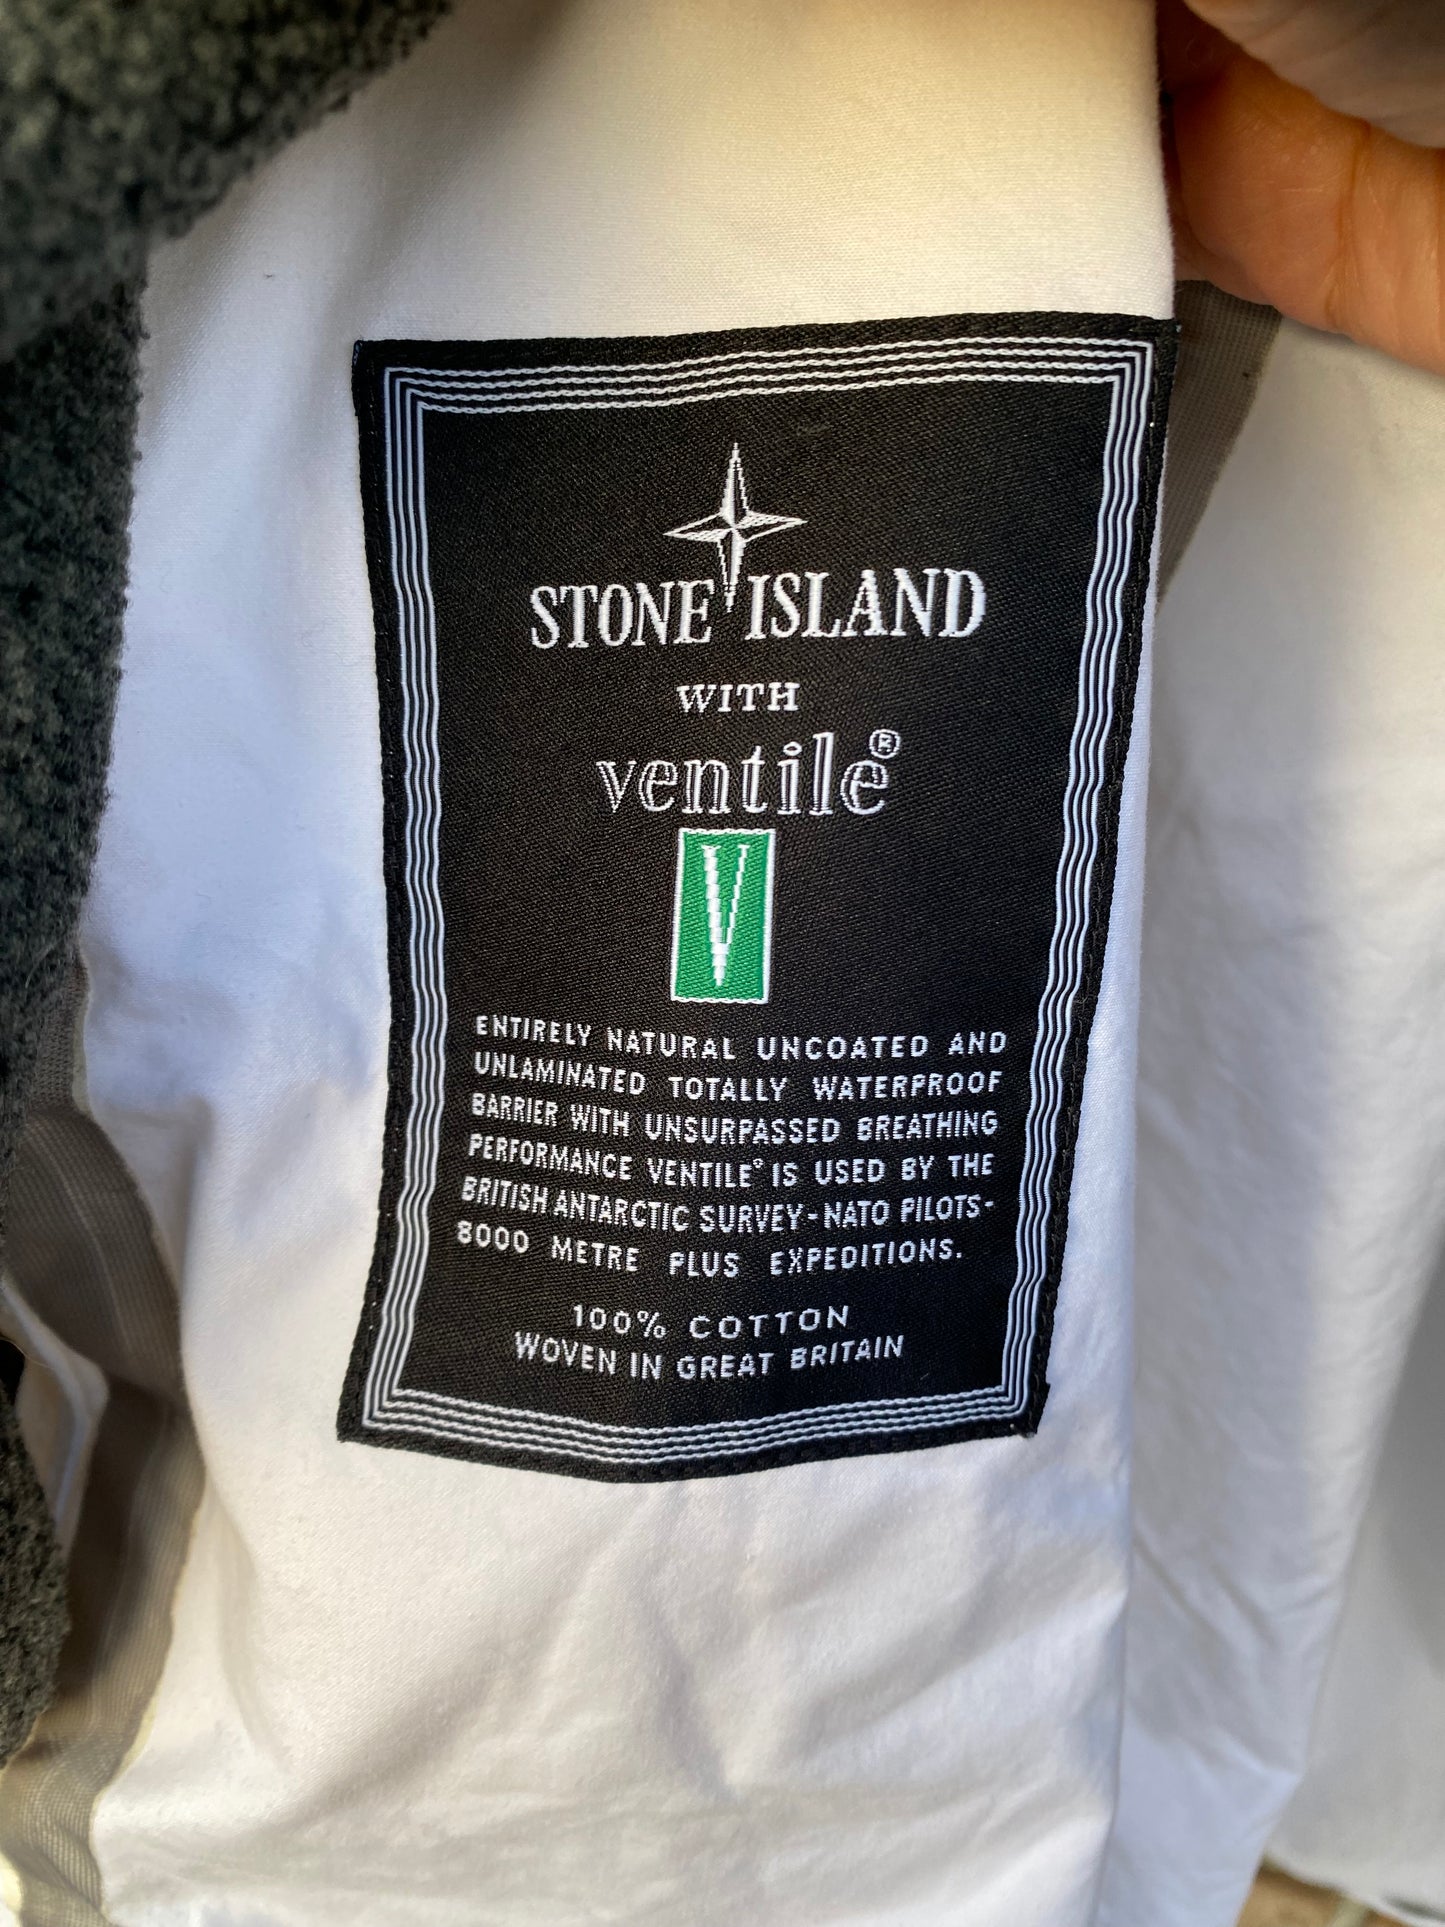 STONE ISLAND
WITH
ventile®
V
ENTIRELY NATURAL UNCOATED AND
UNLAMINATED TOTALLY WATERPROOF
BARRIER WITH UNSURPASSED BREATHING
PERFORMANCE VENTILE® IS USED BY THE
BRITISH ANTARCTIC SURVEY-NATO PILOTS-
8000 METRE PLUS EXPEDITIONS.
100% COTTON
WOVEN IN GREAT BRITAIN